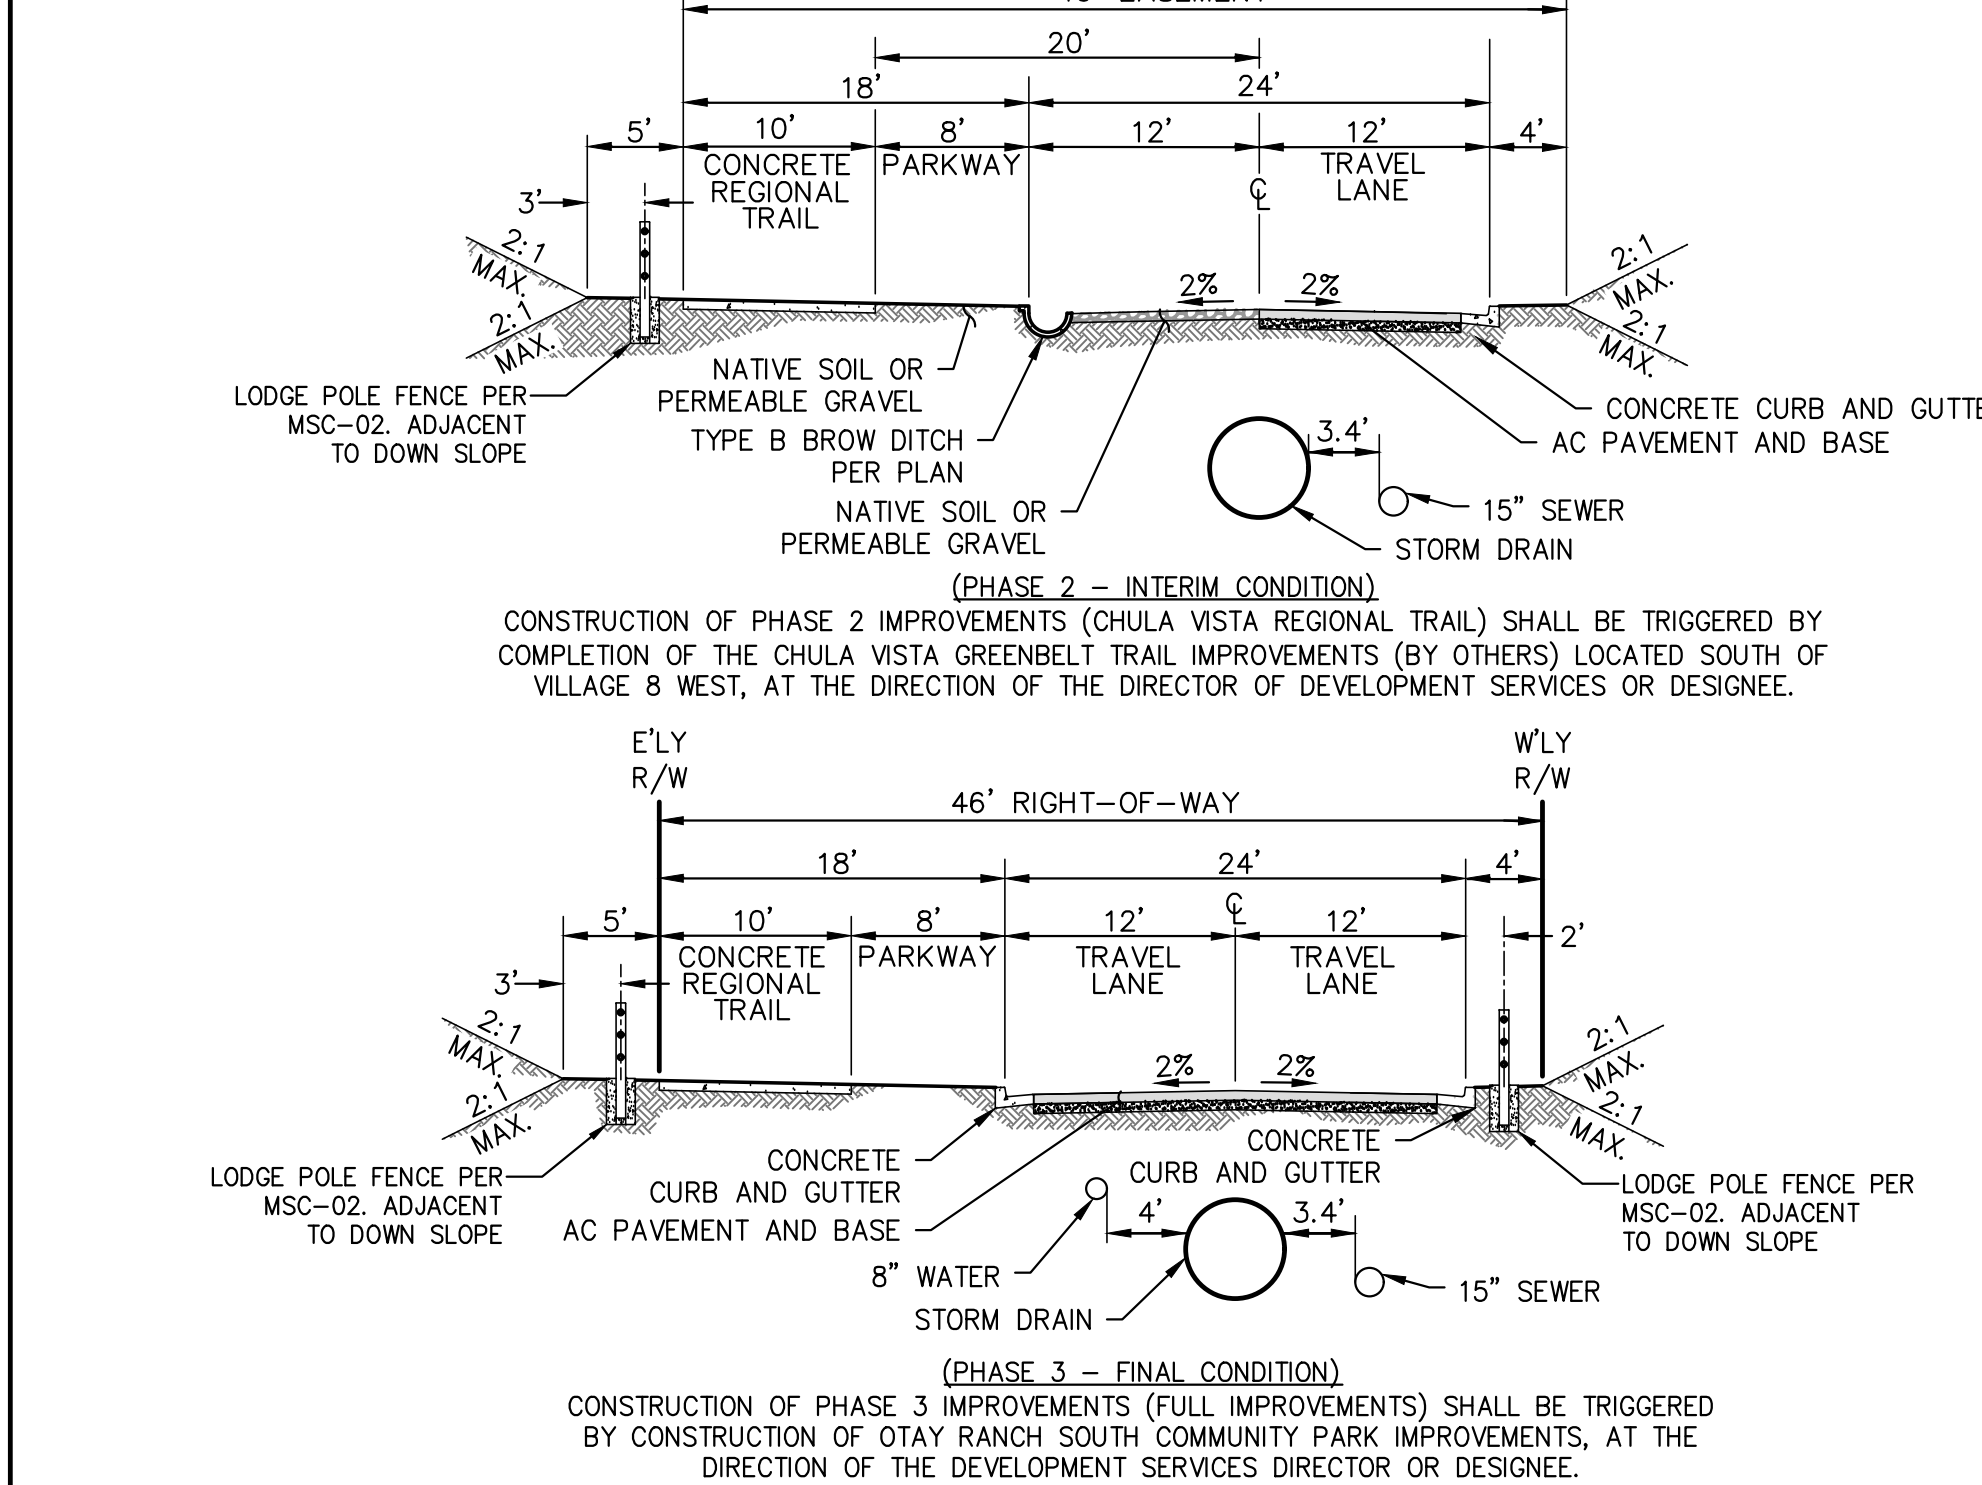 20'
18'
24'
5'
10'
8'
12'
12'
4'
CONCRETE
REGIONAL
TRAIL
PARKWAY
TRAVEL
LANE
3'
℄
2:1
MAX.
2:1
MAX.
2%
2%
2:1
MAX.
2:1
MAX.
LODGE POLE FENCE PER
MSC-02. ADJACENT
TO DOWN SLOPE
NATIVE SOIL OR
PERMEABLE GRAVEL
TYPE B BROW DITCH
PER PLAN
NATIVE SOIL OR
PERMEABLE GRAVEL
CONCRETE CURB AND
AC PAVEMENT AND BASE
3.4'
15" SEWER
STORM DRAIN
(PHASE 2 - INTERIM CONDITION)
CONSTRUCTION OF PHASE 2 IMPROVEMENTS (CHULA VISTA REGIONAL TRAIL) SHALL BE TRIGGERED BY
COMPLETION OF THE CHULA VISTA GREENBELT TRAIL IMPROVEMENTS (BY OTHERS) LOCATED SOUTH OF
VILLAGE 8 WEST, AT THE DIRECTION OF THE DIRECTOR OF DEVELOPMENT SERVICES OR DESIGNEE.
E'LY
R/W
W'LY
R/W
46' RIGHT-OF-WAY
18'
24'
4'
5'
10'
8'
12'
℄
12'
2'
CONCRETE
REGIONAL
TRAIL
PARKWAY
TRAVEL
LANE
TRAVEL
LANE
3'
2:1
MAX.
2:1
MAX.
2%
2%
2:1
MAX.
2:1
MAX.
LODGE POLE FENCE PER
MSC-02. ADJACENT
TO DOWN SLOPE
CONCRETE
CURB AND GUTTER
AC PAVEMENT AND BASE
CONCRETE
CURB AND GUTTER
LODGE POLE FENCE PER
MSC-02. ADJACENT
TO DOWN SLOPE
4'
3.4'
8" WATER
STORM DRAIN
15" SEWER
(PHASE 3 - FINAL CONDITION)
CONSTRUCTION OF PHASE 3 IMPROVEMENTS (FULL IMPROVEMENTS) SHALL BE TRIGGERED
BY CONSTRUCTION OF OTAY RANCH SOUTH COMMUNITY PARK IMPROVEMENTS, AT THE
DIRECTION OF THE DEVELOPMENT SERVICES DIRECTOR OR DESIGNEE.